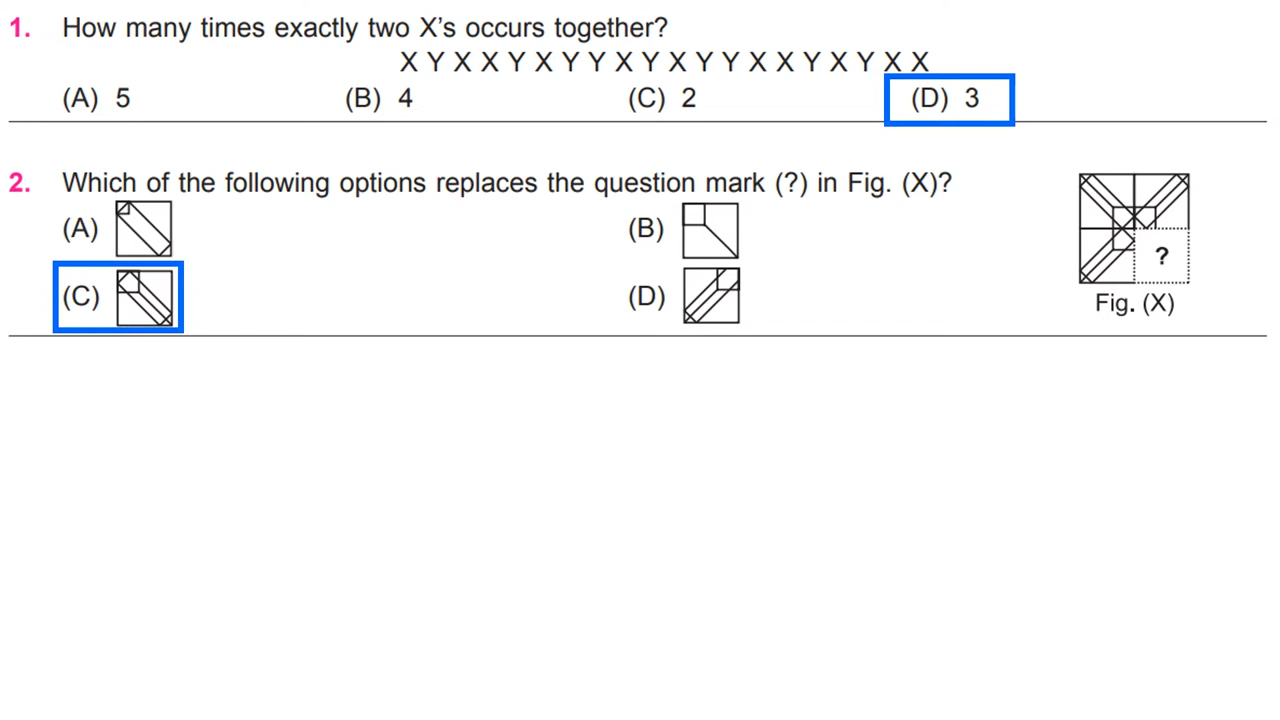 1. How many times exactly two X’s occurs together?
X Y X X Y X Y Y X Y X Y Y X X Y X Y X X
(A) 5 (B) 4 (C) 2 (D) 3
2. Which of the following options replaces the question mark (?) in Fig. (X)?
(A) (B)
?
(C) (D)
Fig. (X)